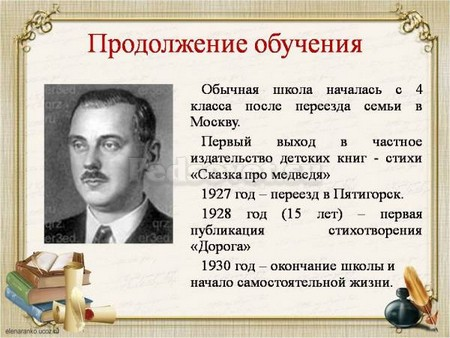 Продолжение обучения
Обычная школа началась с 4
класса после переезда семьи в
Москву.
Первый выход в частное
издательство детских книг - стихи
«Сказка про медведя»
1927 год – переезд в Пятигорск.
1928 год (15 лет) – первая
публикация стихотворения
«Дорога»
1930 год – окончание школы и
начало самостоятельной жизни.
elenaranko.ucoz.ru